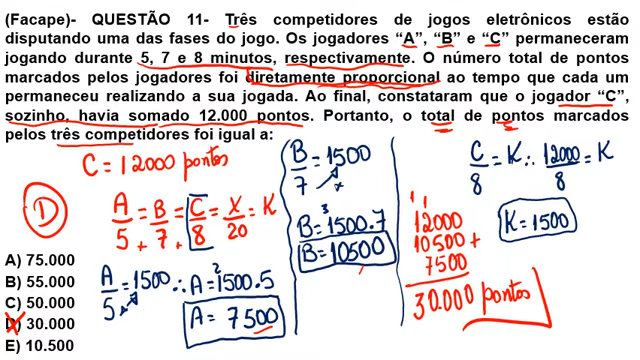 (Facape)- QUESTÃO 11- Três competidores de jogos eletrônicos estão
disputando uma das fases do jogo. Os jogadores “A”, “B” e “C” permaneceram
jogando durante 5, 7 e 8 minutos, respectivamente. O número total de pontos
marcados pelos jogadores foi diretamente proporcional ao tempo que cada um
permaneceu realizando a sua jogada. Ao final, constataram que o jogador “C”,
sozinho, havia somado 12.000 pontos. Portanto, o total de pontos marcados
pelos três competidores foi igual a:
C = 12000 pontos
D
A/5 + = B/7 + = C/8 = X/20 = K
A/5 = 1500 ∴ A = 1500.5
A = 7500
B/7 = 1500
B = 1500.7
B = 10500
C/8 = K ∴ 12000/8 = K
K = 1500
12000
10500 +
7500
30.000 pontos
A) 75.000
B) 55.000
C) 50.000
D) 30.000
E) 10.500